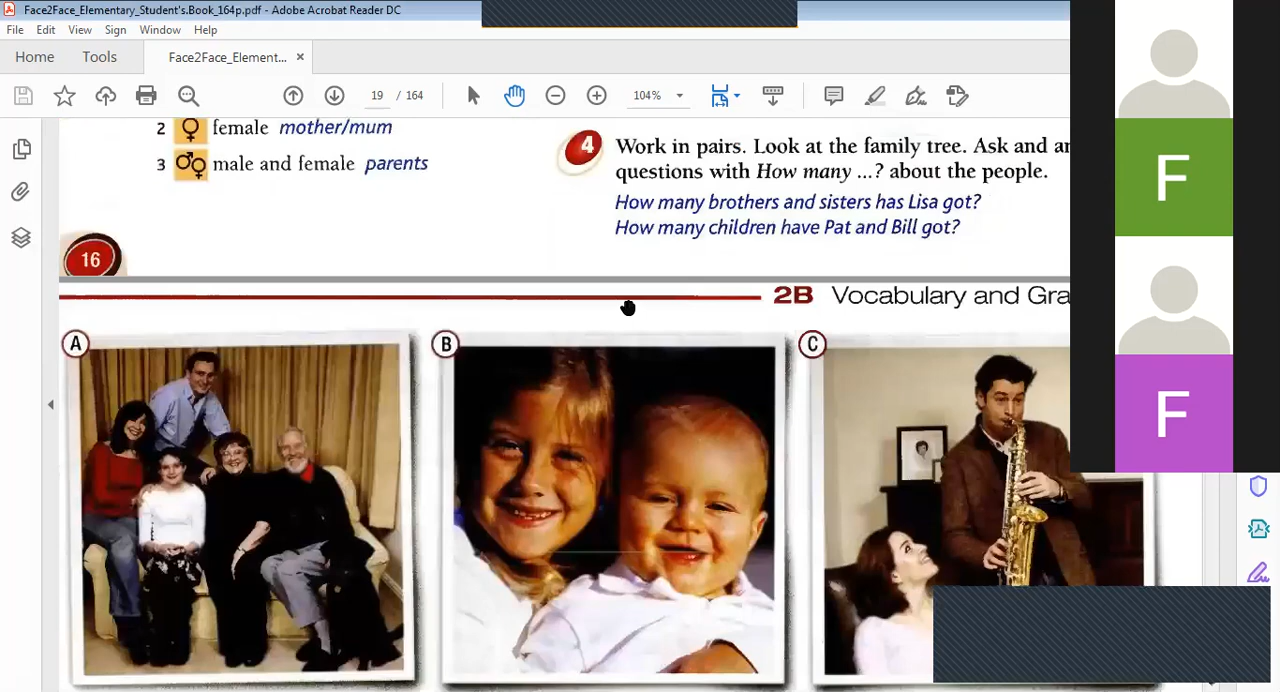 Face2Face_Elementary_Student's.Book_164p.pdf - Adobe Acrobat Reader DC
File Edit View Sign Window Help
Home Tools Face2Face_Element... ×
19 / 164 104%
2 ♀ female mother/mum
3 male and female parents
16
4 Work in pairs. Look at the family tree. Ask and
questions with How many ...? about the people.
How many brothers and sisters has Lisa got?
How many children have Pat and Bill got?
2B Vocabulary and
A B C
F
F